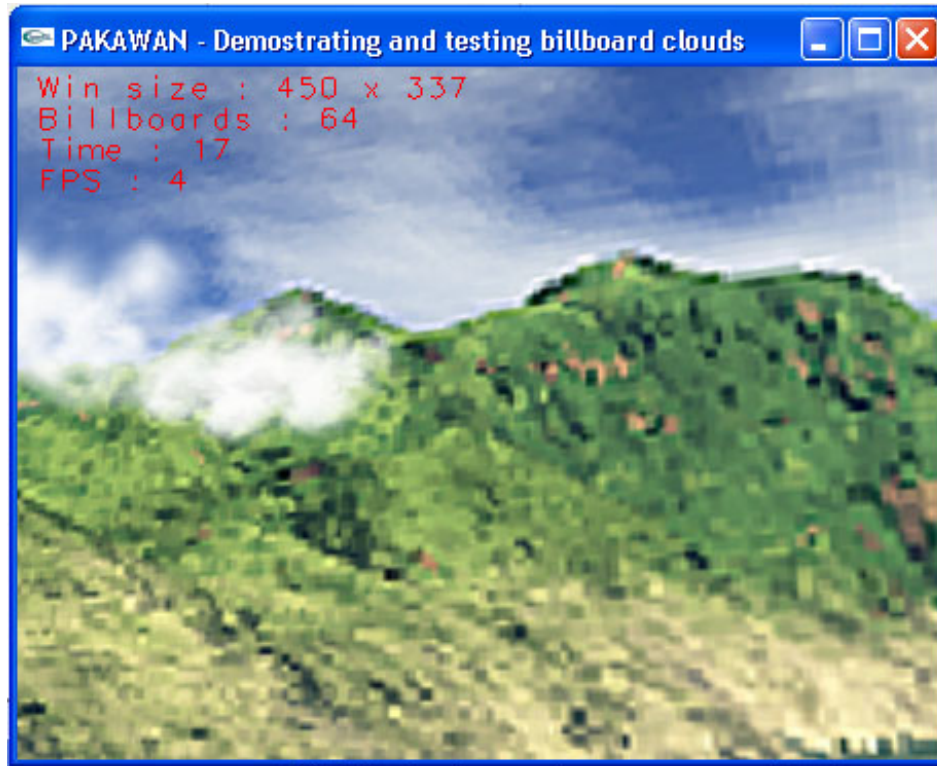 PAKAWAN - Demostrating and testing billboard clouds
Win size : 450 x 337
Billboards : 64
Time : 17
FPS : 4